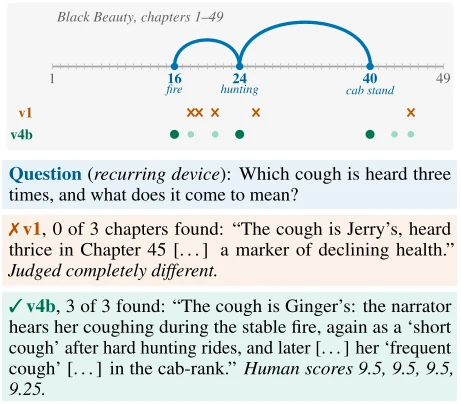 Black Beauty, chapters 1–49
1 16 24 40 49
fire hunting cab stand
v1
v4b
Question (recurring device): Which cough is heard three
times, and what does it come to mean?
✗v1, 0 of 3 chapters found: “The cough is Jerry’s, heard
thrice in Chapter 45 [...] a marker of declining health.”
Judged completely different.
✓v4b, 3 of 3 found: “The cough is Ginger’s: the narrator
hears her coughing during the stable fire, again as a ‘short
cough’ after hard hunting rides, and later [...] her ‘frequent
cough’ [...] in the cab-rank.” Human scores 9.5, 9.5, 9.5,
9.25.